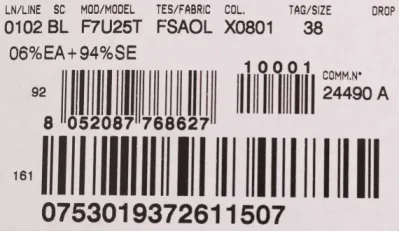 LN/LINE SC MOD/MODEL TES/FABRIC COL. TAG/SIZE DROP
0102 BL F7U25T FSAOL X0801 38
06%EA+94%SE
10001
COMM.N°
92
24490 A
8 052087 768627
161
0753019372611507